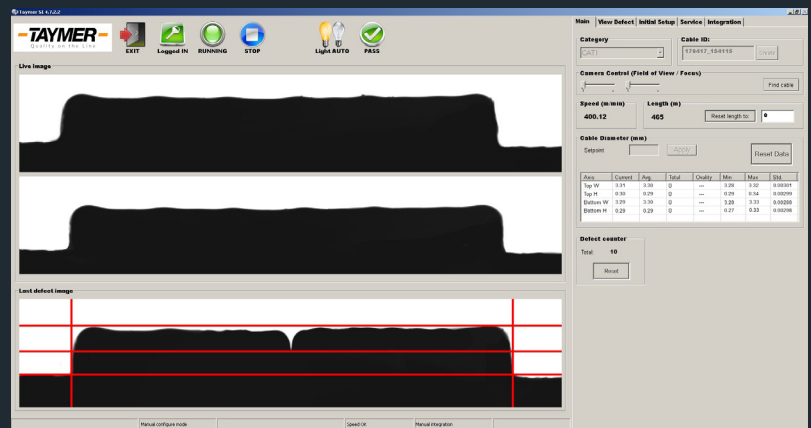 Taymer SI 4.7.2.2
TAYMER
Quality on the Line
EXIT
Logged IN
RUNNING
STOP
Light AUTO
PASS
Main View Defect Initial Setup Service Integration
Category
CAT1
Cable ID:
Camera Control (Field of View / Focus)
Find cable
Speed (m/min)
400.12
Length (m)
465
Reset length to:
0
Cable Diameter (mm)
Setpoint
Apply
Reset Data
Axis Current Avg. Total Ovality Min Max Std.
Top W 3.31 3.30 0 --- 3.28 3.32 0.00301
Top H 0.30 0.29 0 --- 0.29 0.34 0.00299
Bottom W 3.29 3.30 0 --- 3.28 3.33 0.00288
Bottom H 0.29 0.29 0 --- 0.27 0.33 0.00298
Defect counter
Total: 10
Reset
Live image
Last defect image
Manual configure mode
Speed OK
Manual integration